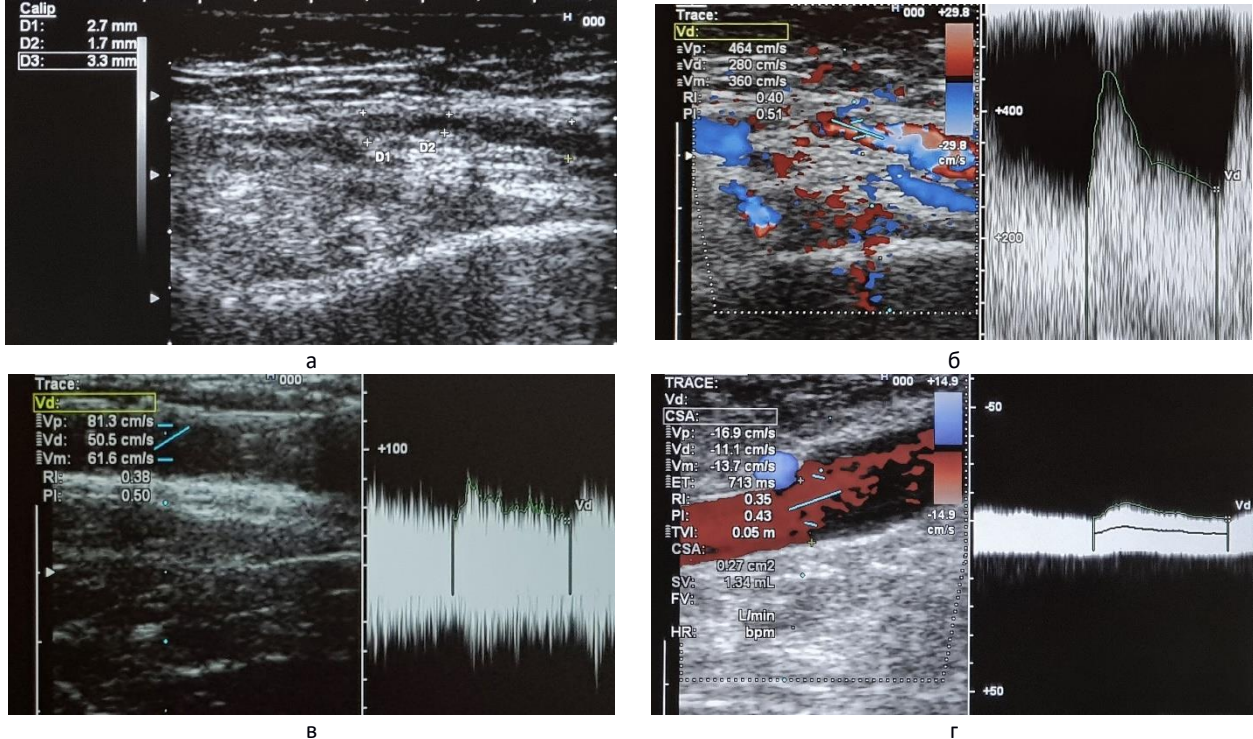 Calip
D1: 2.7 mm
D2: 1.7 mm
D3: 3.3 mm
H 000
D1
D2
а
Trace:
Vd:
Vp: 464 cm/s
Vd: 280 cm/s
Vm: 360 cm/s
RI: 0.40
PI: 0.51
H 000 +29.8
-29.8
cm/s
+400
+200
Vd
б
Trace:
Vd:
Vp: 81.3 cm/s
Vd: 50.5 cm/s
Vm: 61.6 cm/s
RI: 0.38
PI: 0.50
000
+100
Vd
в
TRACE:
Vd:
CSA:
Vp: -16.9 cm/s
Vd: -11.1 cm/s
Vm: -13.7 cm/s
ET: 713 ms
RI: 0.35
PI: 0.43
TVI: 0.05 m
CSA:
0.27 cm2
SV: 1.34 mL
FV:
L/min
HR: bpm
H 000 +14.9
-14.9
cm/s
-50
+50
Vd
г